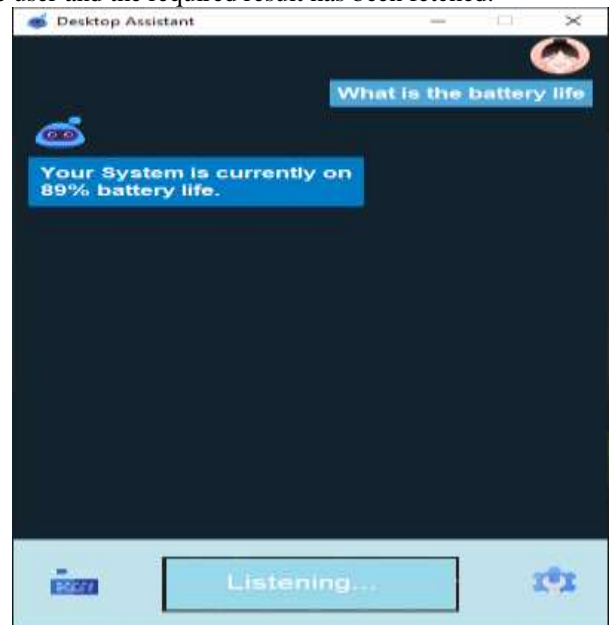 user and the required result has been fetched.
Desktop Assistant
What is the battery life
Your System is currently on
89% battery life.
Listening...